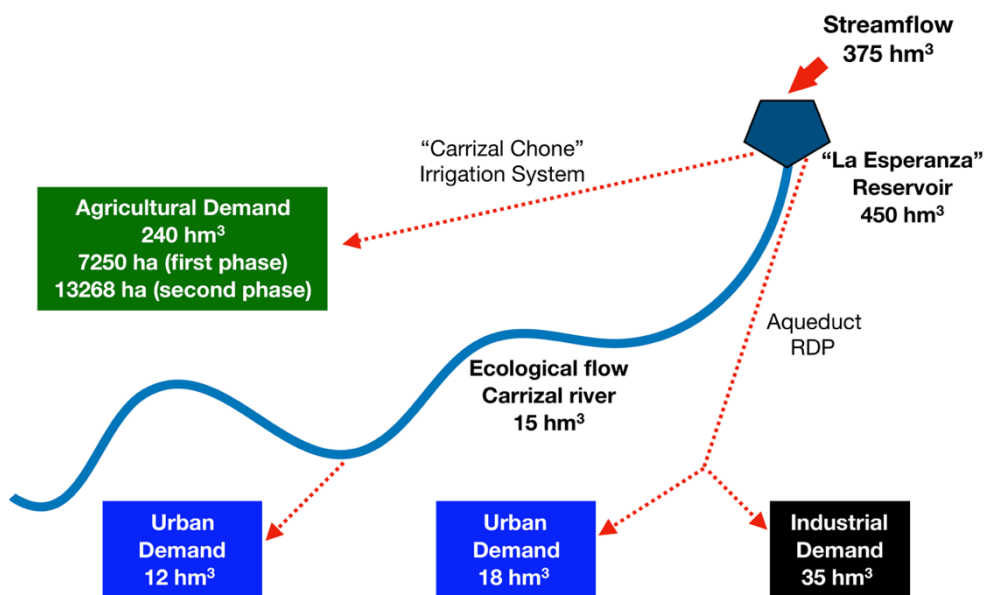 Streamflow
375 hm³
“Carrizal Chone”
Irrigation System
“La Esperanza”
Reservoir
450 hm³
Agricultural Demand
240 hm³
7250 ha (first phase)
13268 ha (second phase)
Aqueduct
RDP
Ecological flow
Carrizal river
15 hm³
Urban
Demand
12 hm³
Urban
Demand
18 hm³
Industrial
Demand
35 hm³